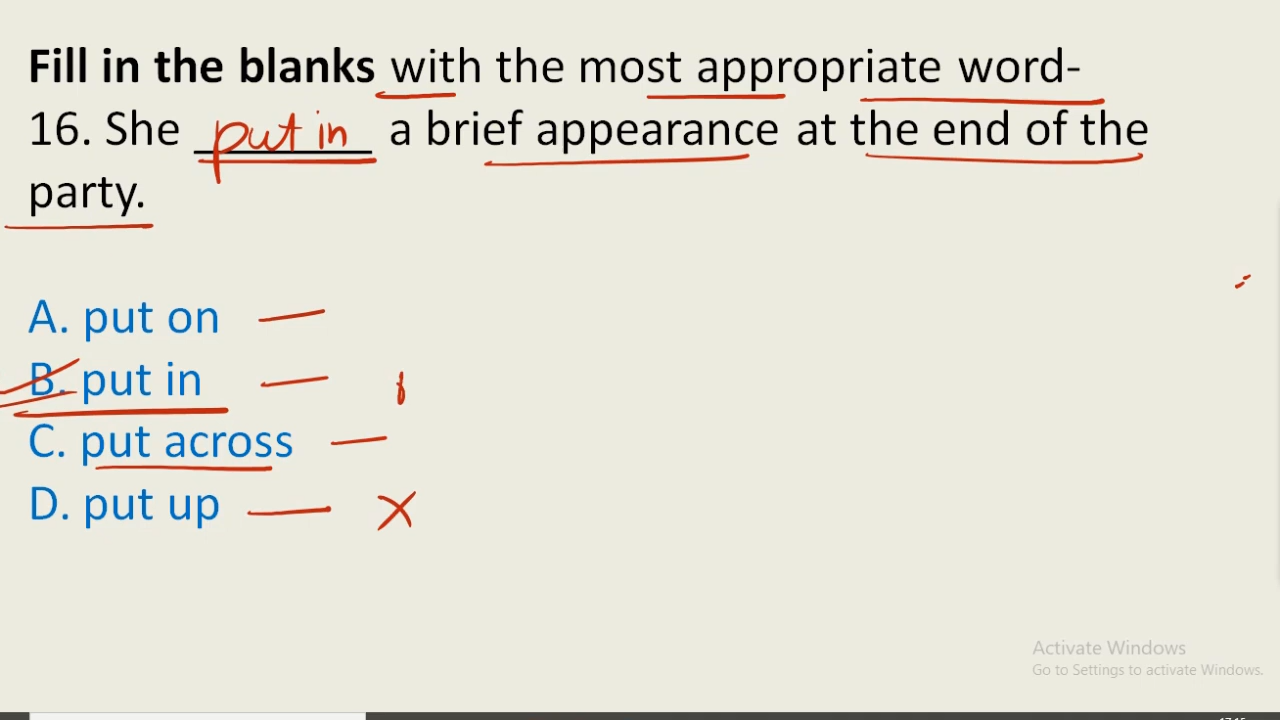 Fill in the blanks with the most appropriate word-
16. She put in a brief appearance at the end of the
party.
A. put on
B. put in
C. put across
D. put up
Activate Windows
Go to Settings to activate Windows.